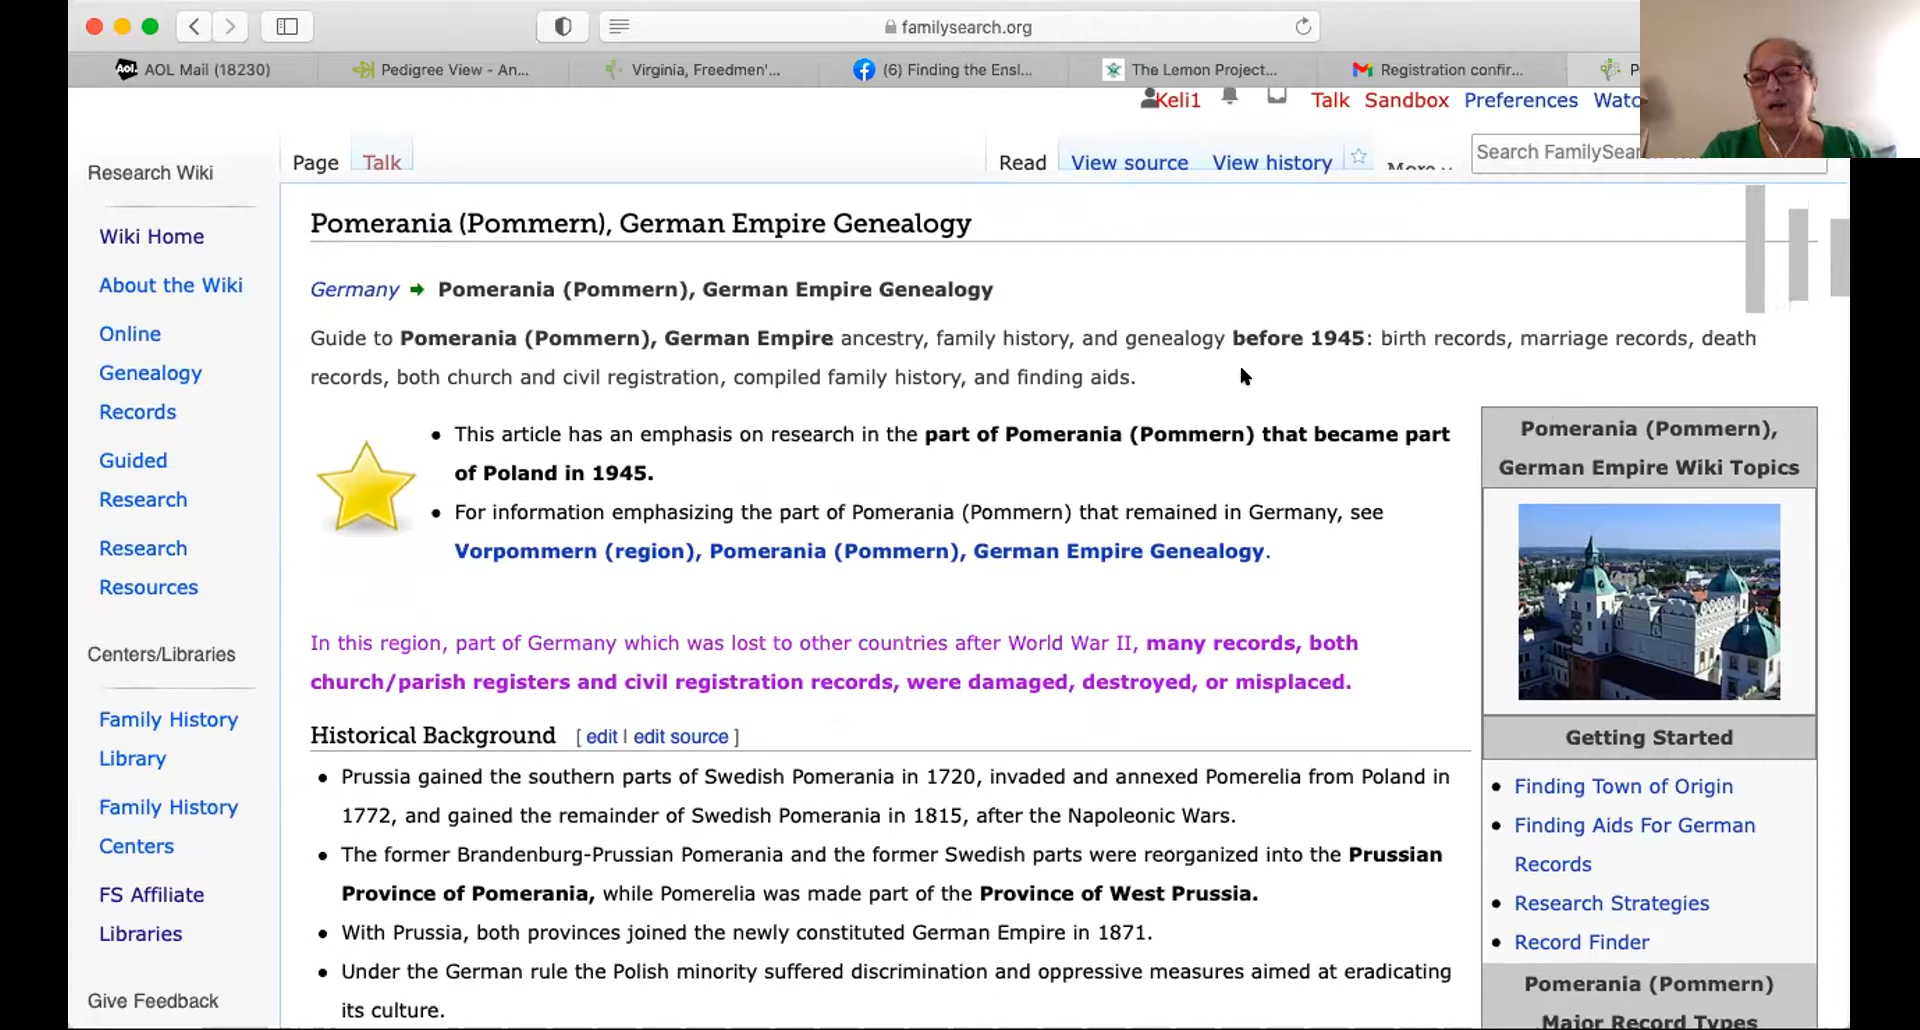 familysearch.org
AOL Mail (18230)
Pedigree View - An...
Virginia, Freedmen'...
(6) Finding the Ensl...
The Lemon Project...
Registration confir...
Keli1
Talk
Sandbox
Preferences
Page
Talk
Read
View source
View history
Research Wiki
Wiki Home
About the Wiki
Online
Genealogy
Records
Guided
Research
Research
Resources
Centers/Libraries
Family History
Library
Family History
Centers
FS Affiliate
Libraries
Give Feedback
Pomerania (Pommern), German Empire Genealogy
Germany ➡ Pomerania (Pommern), German Empire Genealogy
Guide to Pomerania (Pommern), German Empire ancestry, family history, and genealogy before 1945: birth records, marriage records, death
records, both church and civil registration, compiled family history, and finding aids.
• This article has an emphasis on research in the part of Pomerania (Pommern) that became part
of Poland in 1945.
• For information emphasizing the part of Pomerania (Pommern) that remained in Germany, see
Vorpommern (region), Pomerania (Pommern), German Empire Genealogy.
In this region, part of Germany which was lost to other countries after World War II, many records, both
church/parish registers and civil registration records, were damaged, destroyed, or misplaced.
Historical Background [ edit | edit source ]
• Prussia gained the southern parts of Swedish Pomerania in 1720, invaded and annexed Pomerelia from Poland in
1772, and gained the remainder of Swedish Pomerania in 1815, after the Napoleonic Wars.
• The former Brandenburg-Prussian Pomerania and the former Swedish parts were reorganized into the Prussian
Province of Pomerania, while Pomerelia was made part of the Province of West Prussia.
• With Prussia, both provinces joined the newly constituted German Empire in 1871.
• Under the German rule the Polish minority suffered discrimination and oppressive measures aimed at eradicating
its culture.
Pomerania (Pommern),
German Empire Wiki Topics
Getting Started
• Finding Town of Origin
• Finding Aids For German
Records
• Research Strategies
• Record Finder
Pomerania (Pommern)
Major Record Types